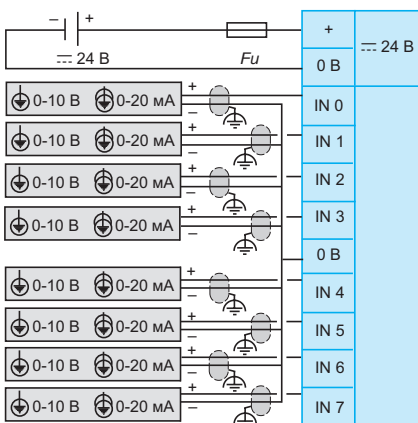 − + +
24 В Fu 0 В 24 В
0-10 В 0-20 мА + − IN 0
0-10 В 0-20 мА + − IN 1
0-10 В 0-20 мА + − IN 2
0-10 В 0-20 мА + − IN 3
0 В
0-10 В 0-20 мА + − IN 4
0-10 В 0-20 мА + − IN 5
0-10 В 0-20 мА + − IN 6
0-10 В 0-20 мА + − IN 7